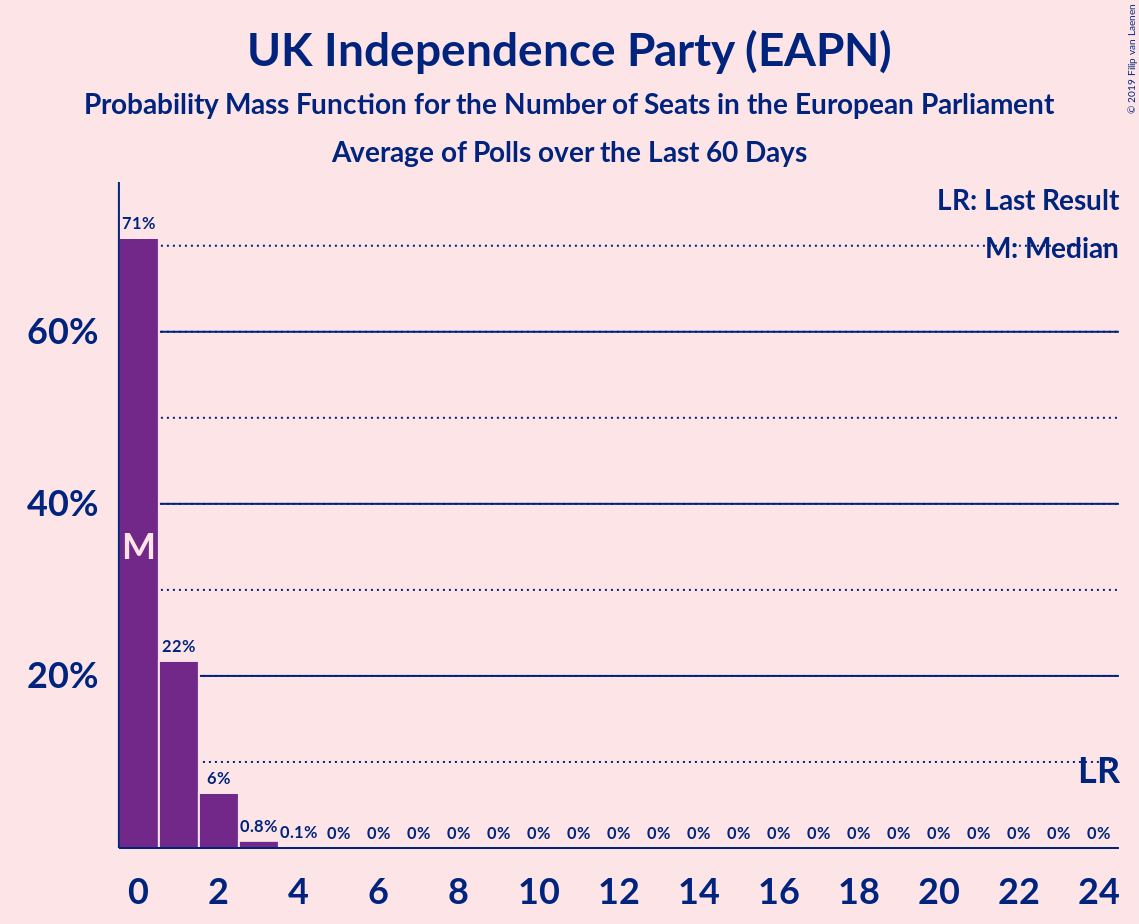 UK Independence Party (EAPN)
Probability Mass Function for the Number of Seats in the European Parliament
Average of Polls over the Last 60 Days
© 2019 Filip van Laenen
LR: Last Result
M: Median
71%
60%
40%
M
22%
20%
6%
LR
0.8% 0.1% 0% 0% 0% 0% 0% 0% 0% 0% 0% 0% 0% 0% 0% 0% 0% 0% 0% 0% 0% 0%
0 2 4 6 8 10 12 14 16 18 20 22 24